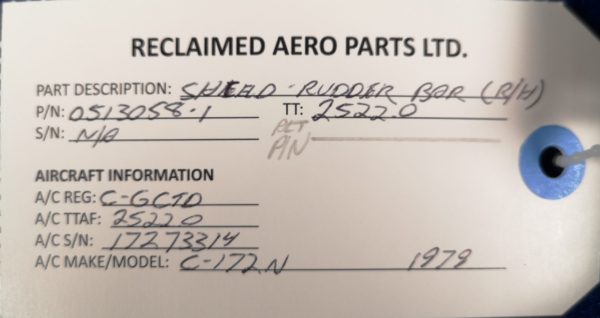 RECLAIMED AERO PARTS LTD.
PART DESCRIPTION: SHIELD-RUDDER BAR (R/H)
P/N: 0513058-1 TT: 2522.0
S/N: N/A ALT P/N
AIRCRAFT INFORMATION
A/C REG: C-GCTD
A/C TTAF: 2522.0
A/C S/N: 17273314
A/C MAKE/MODEL: C-172N 1979